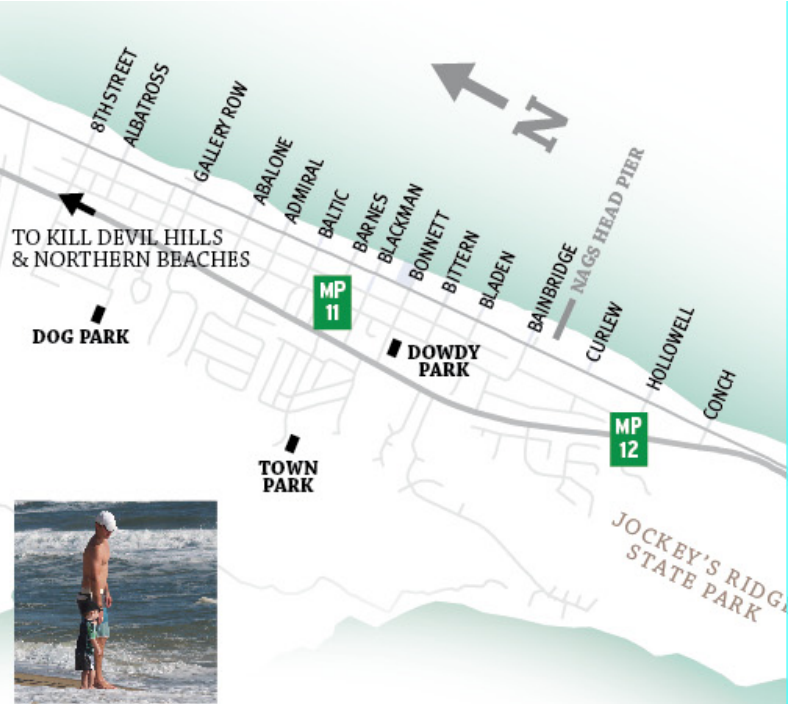 8TH STREET
ALBATROSS
GALLERY ROW
ABALONE
ADMIRAL
BALTIC
BARNES
BLACKMAN
BONNETT
BITTERN
BLADEN
BAINBRIDGE
NAGS HEAD PIER
CURLEW
HOLLOWELL
CONCH
N
TO KILL DEVIL HILLS
& NORTHERN BEACHES
MP
11
DOG PARK
DOWDY
PARK
MP
12
TOWN
PARK
JOCKEY'S RIDGE
STATE PARK